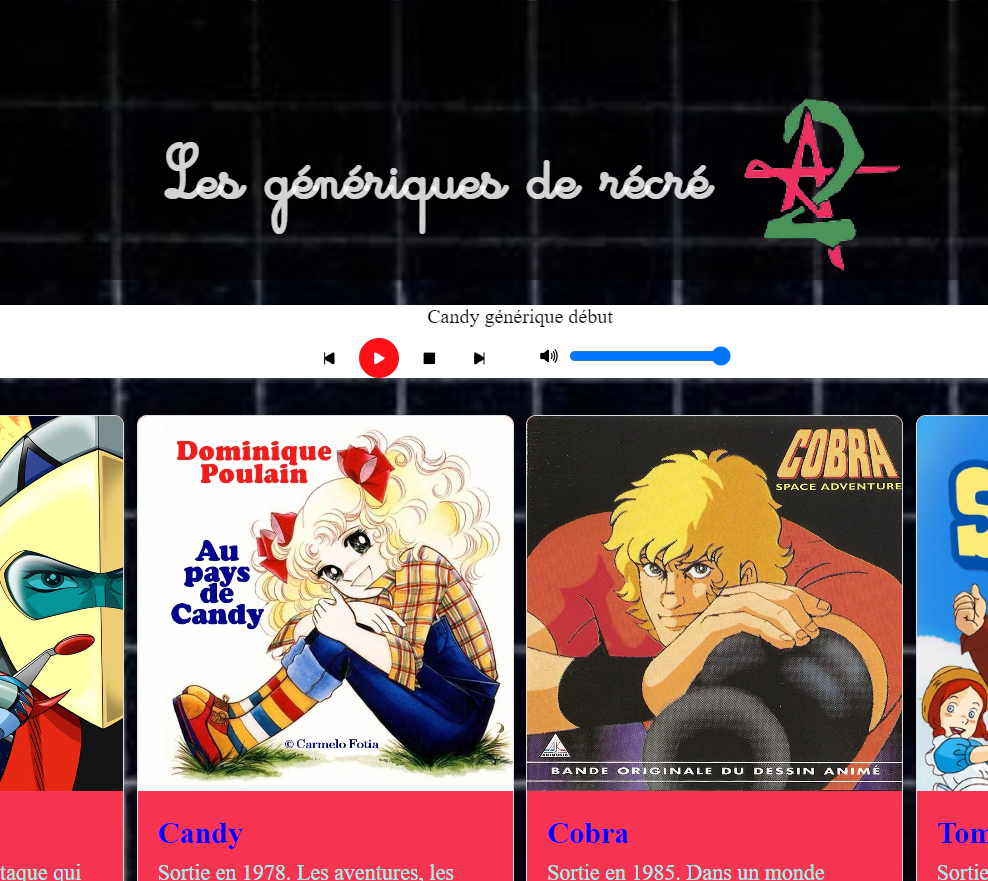 Les génériques de récré
A2
Candy générique début
Dominique
Poulain
Au
pays
de
Candy
© Carmelo Fotia
COBRA
SPACE ADVENTURE
BANDE ORIGINALE DU DESSIN ANIMÉ
S
Candy
Cobra
Tom
taque qui
Sortie en 1978. Les aventures, les
Sortie en 1985. Dans un monde
Sortie